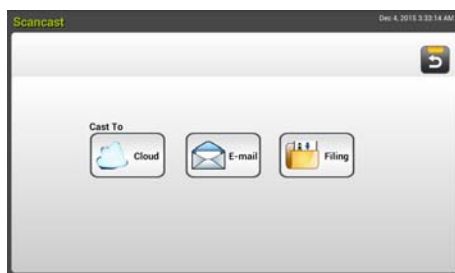 Scancast
Dec 4, 2015 3:33:14 AM
Cast To
Cloud
E-mail
Filing